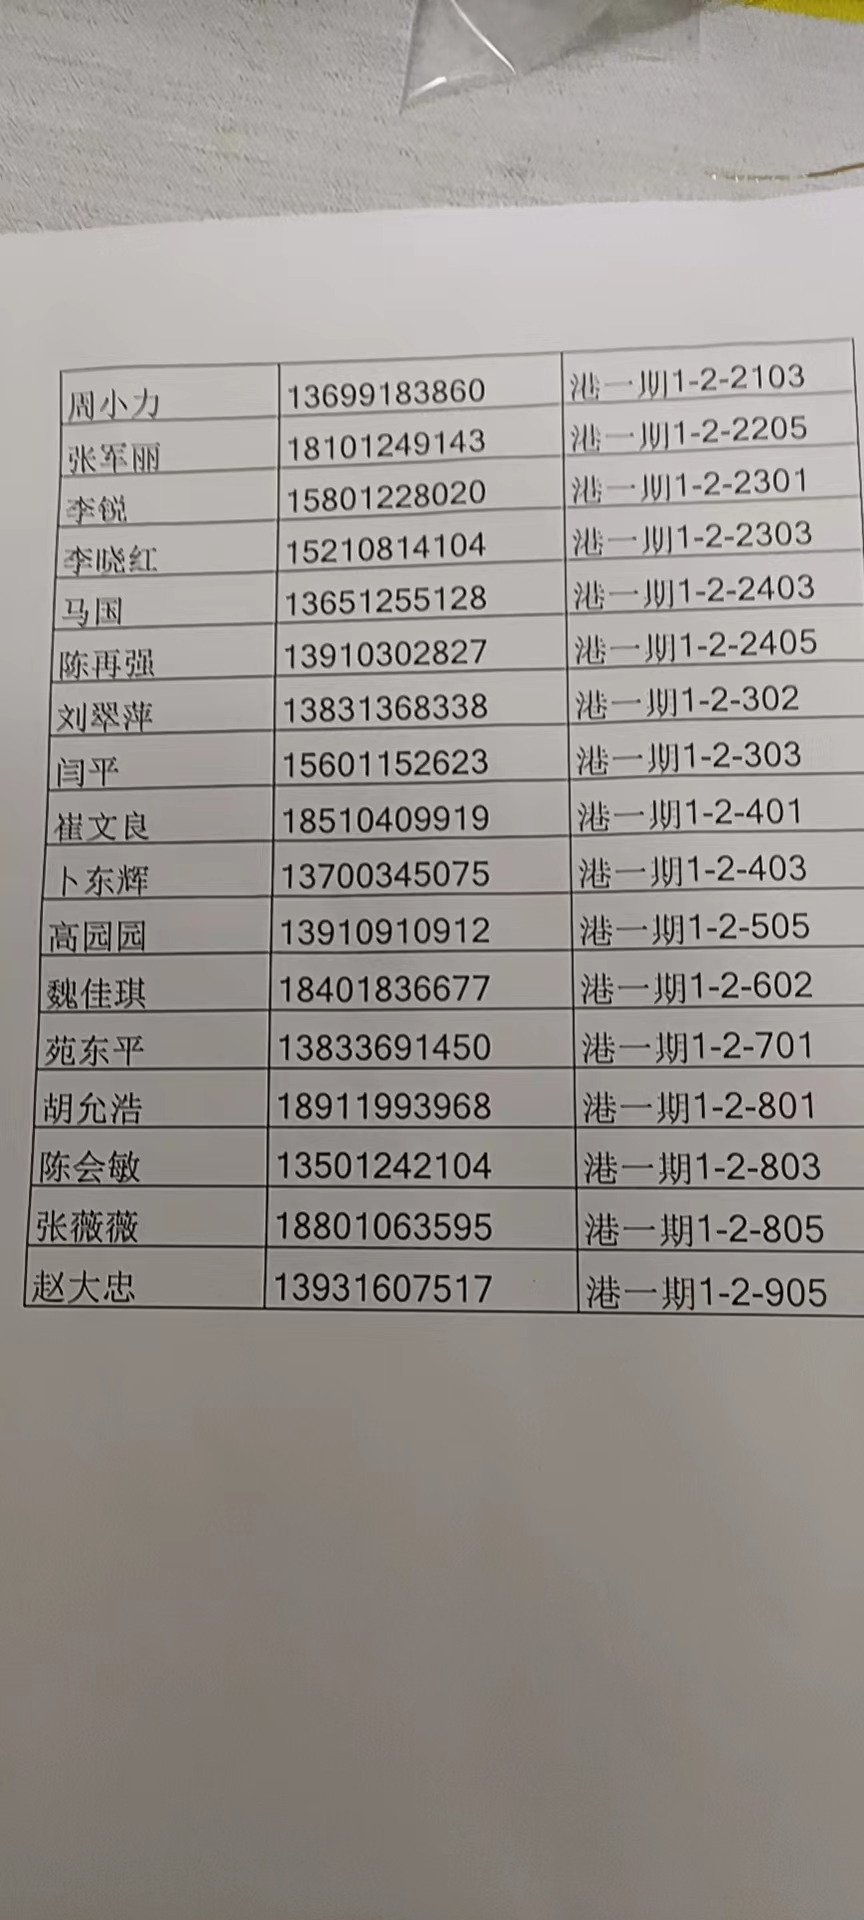 周小力 13699183860 港一期1-2-2103
张军丽 18101249143 港一期1-2-2205
李锐 15801228020 港一期1-2-2301
李晓红 15210814104 港一期1-2-2303
马国 13651255128 港一期1-2-2403
陈再强 13910302827 港一期1-2-2405
刘翠萍 13831368338 港一期1-2-302
闫平 15601152623 港一期1-2-303
崔文良 18510409919 港一期1-2-401
卜东辉 13700345075 港一期1-2-403
高园园 13910910912 港一期1-2-505
魏佳琪 18401836677 港一期1-2-602
苑东平 13833691450 港一期1-2-701
胡允浩 18911993968 港一期1-2-801
陈会敏 13501242104 港一期1-2-803
张薇薇 18801063595 港一期1-2-805
赵大忠 13931607517 港一期1-2-905